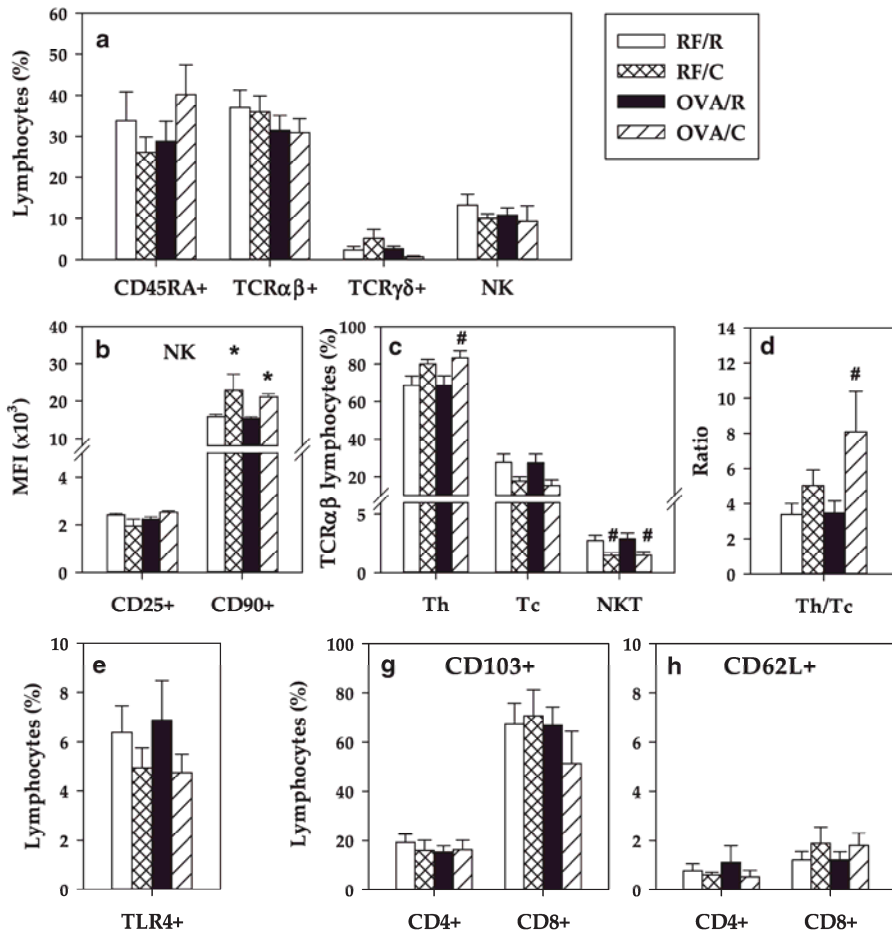 a
Lymphocytes (%)
60
50
40
30
20
10
0
CD45RA+ TCRαβ+ TCRγδ+ NK
RF/R
RF/C
OVA/R
OVA/C
b
NK
MFI (x10³)
40
30
20
10
4
2
0
* *
CD25+ CD90+
c
TCRαβ lymphocytes (%)
100
80
60
40
20
5
0
#
# #
Th Tc NKT
d
Ratio
14
12
10
8
6
4
2
0
#
Th/Tc
e
Lymphocytes (%)
10
8
6
4
2
0
TLR4+
g
CD103+
Lymphocytes (%)
100
80
60
40
20
0
CD4+ CD8+
h
CD62L+
Lymphocytes (%)
10
8
6
4
2
0
CD4+ CD8+